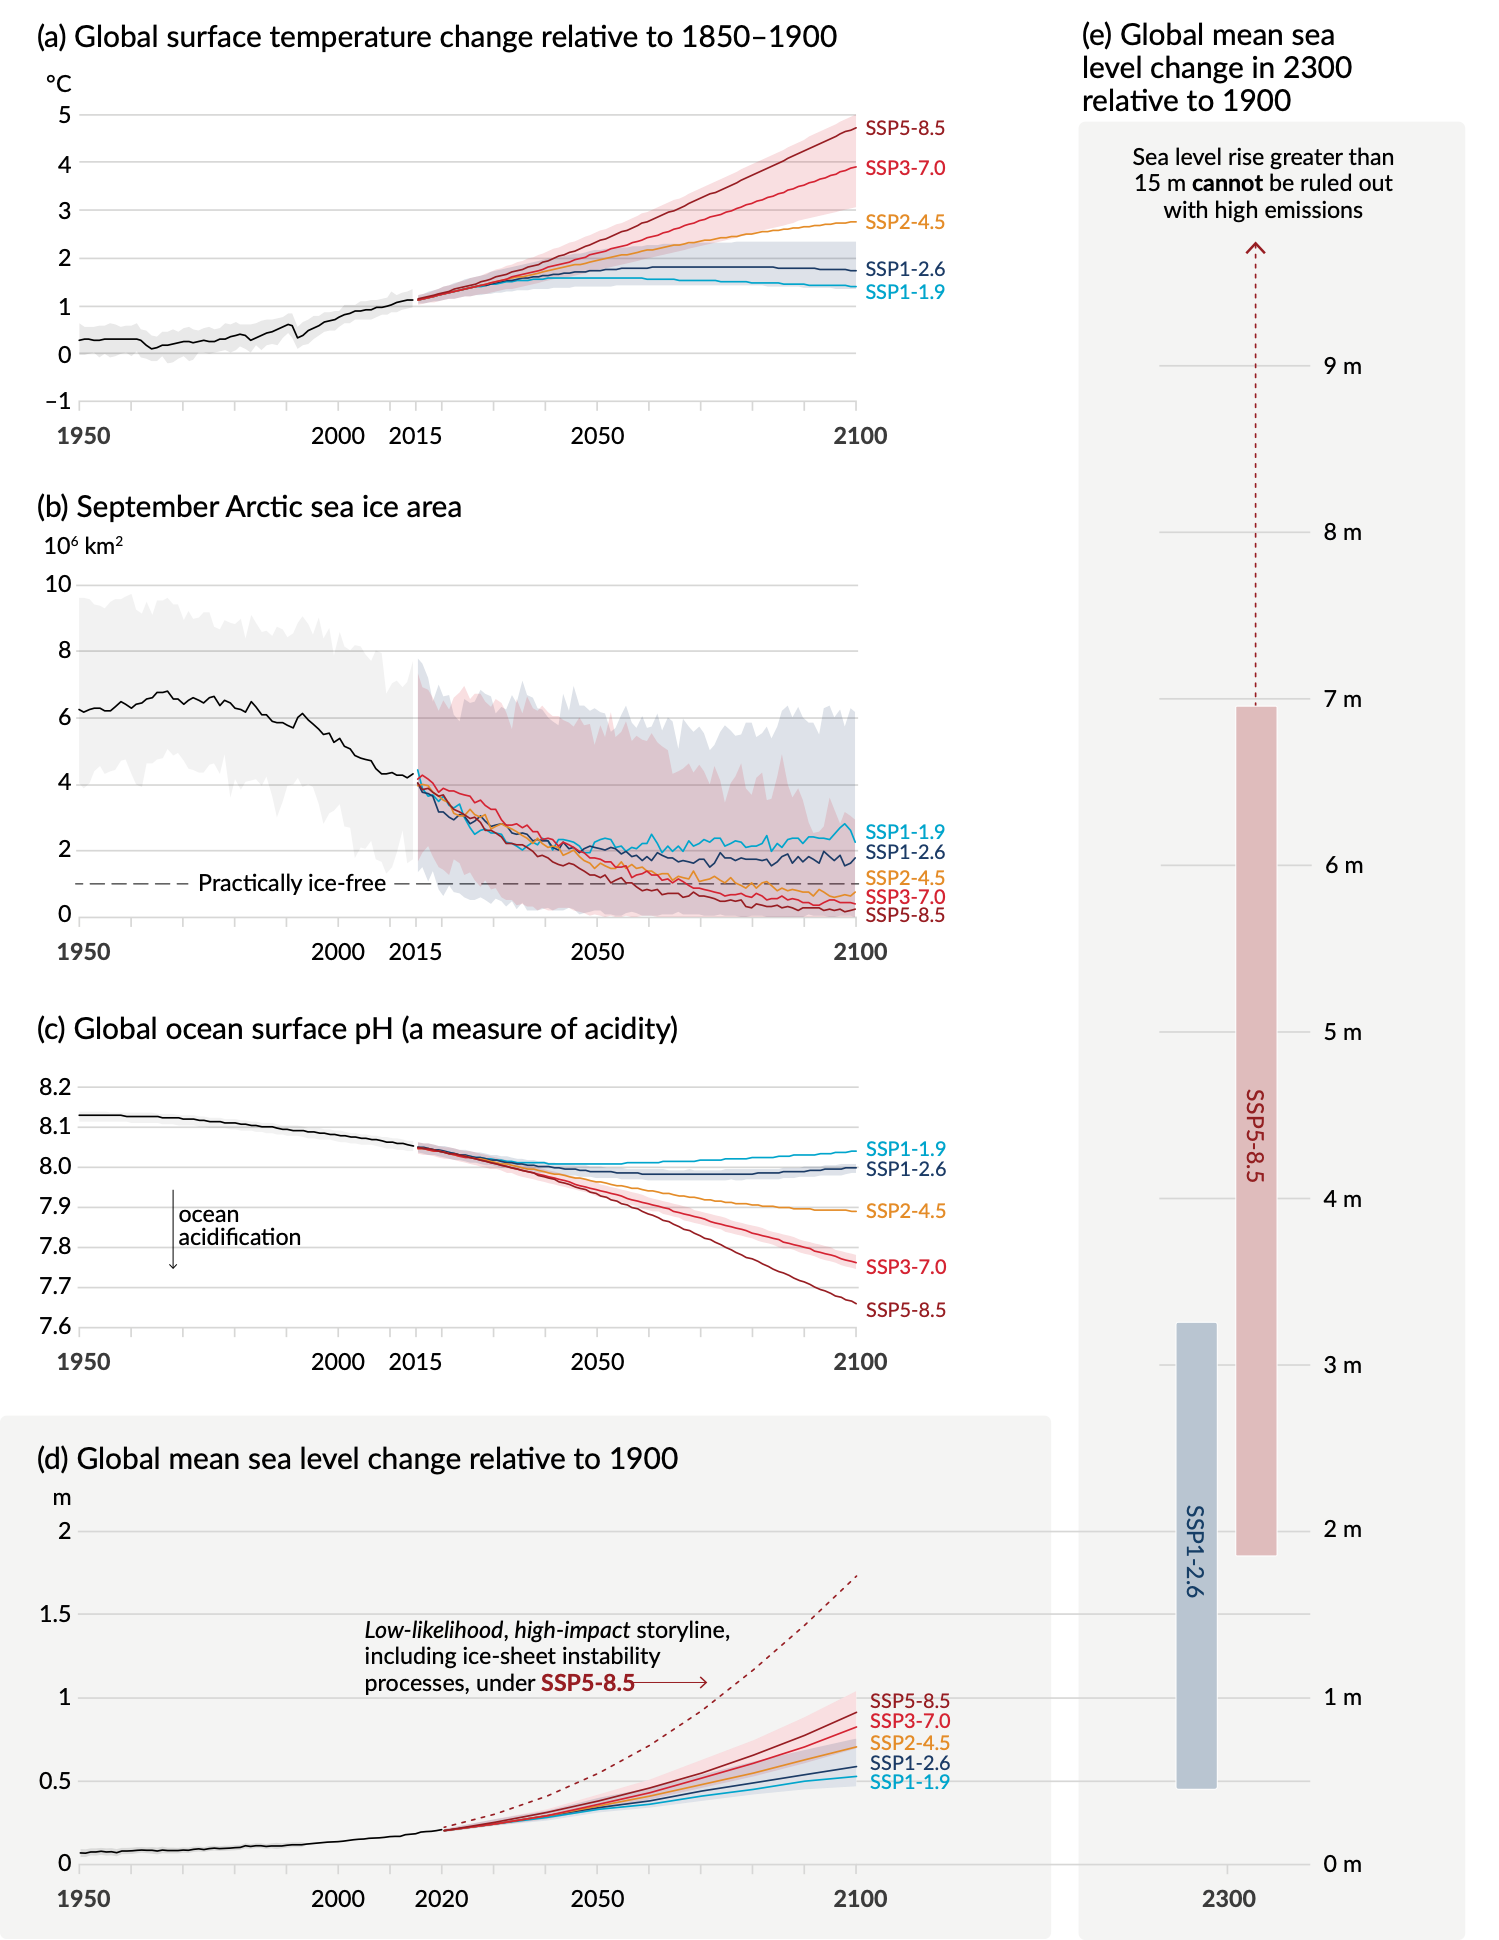 (a) Global surface temperature change relative to 1850–1900
°C
5
4
3
2
1
0
–1
SSP5-8.5
SSP3-7.0
SSP2-4.5
SSP1-2.6
SSP1-1.9
1950 2000 2015 2050 2100
(b) September Arctic sea ice area
10⁶ km²
10
8
6
4
2
0
Practically ice-free
SSP1-1.9
SSP1-2.6
SSP2-4.5
SSP3-7.0
SSP5-8.5
1950 2000 2015 2050 2100
(c) Global ocean surface pH (a measure of acidity)
8.2
8.1
8.0
7.9
7.8
7.7
7.6
ocean
acidification
SSP1-1.9
SSP1-2.6
SSP2-4.5
SSP3-7.0
SSP5-8.5
1950 2000 2015 2050 2100
(d) Global mean sea level change relative to 1900
m
2
1.5
1
0.5
0
Low-likelihood, high-impact storyline,
including ice-sheet instability
processes, under SSP5-8.5
SSP5-8.5
SSP3-7.0
SSP2-4.5
SSP1-2.6
SSP1-1.9
1950 2000 2020 2050 2100
(e) Global mean sea
level change in 2300
relative to 1900
Sea level rise greater than
15 m cannot be ruled out
with high emissions
9 m
8 m
7 m
6 m
5 m
4 m
3 m
2 m
1 m
0 m
SSP5-8.5
SSP1-2.6
2300